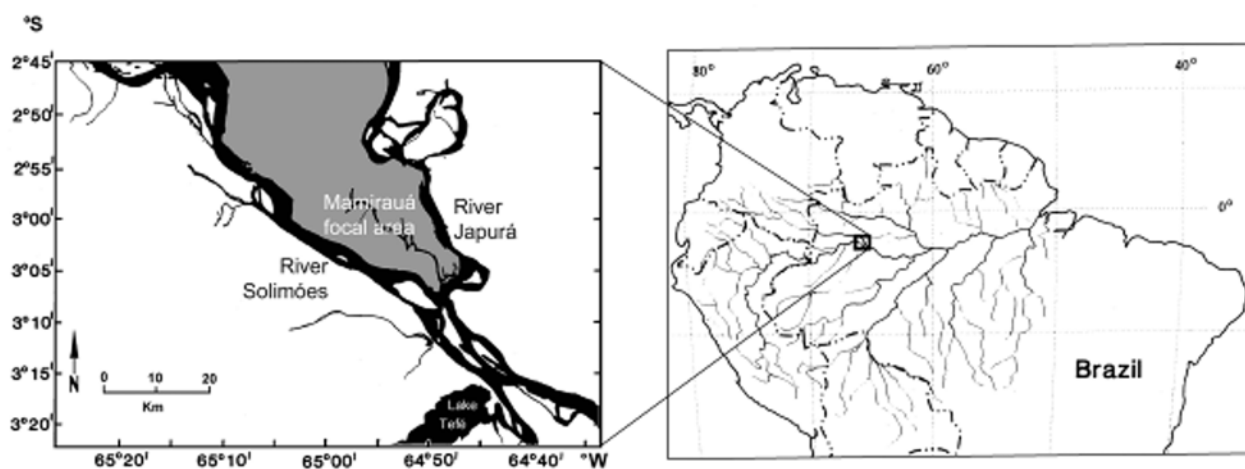 °S
2°45'
2°50'
2°55'
3°00'
3°05'
3°10'
3°15'
3°20'
65°20'
65°10'
65°00'
64°50'
64°40'
°W
Mamirauá
focal area
River
Japurá
River
Solimóes
Lake
Tefé
N
0
10
20
Km
80°
60°
40°
0°
Brazil